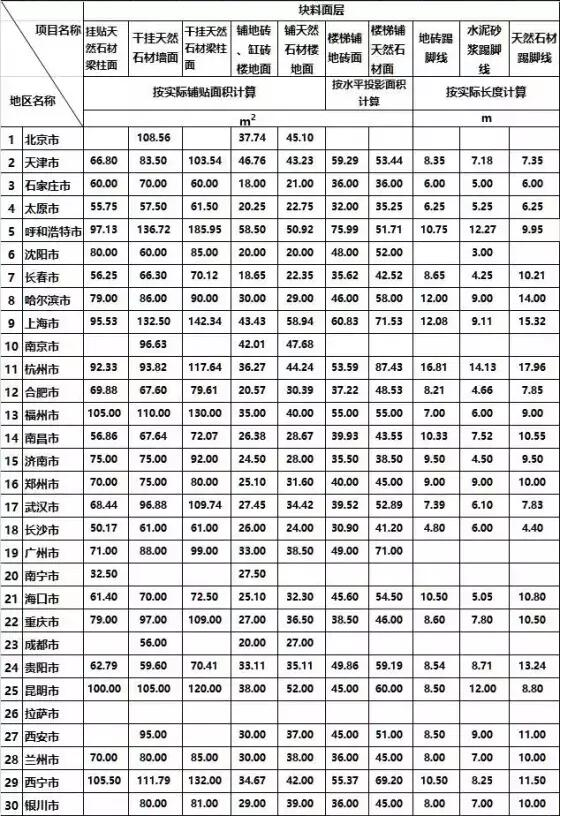 块料面层
项目名称 挂贴天然石材梁柱面 干挂天然石材墙面 干挂天然石材梁柱面 铺地砖、缸砖楼地面 铺天然石材楼地面 楼梯铺地砖面 楼梯铺天然石材面 地砖踢脚线 水泥砂浆踢脚线 天然石材踢脚线
地区名称 按实际铺贴面积计算 按水平投影面积计算 按实际长度计算
m² m
1 北京市 108.56 37.74 45.10
2 天津市 66.80 83.50 103.54 46.76 43.23 59.29 53.44 8.35 7.18 7.35
3 石家庄市 60.00 70.00 60.00 18.00 21.00 36.00 36.00 6.00 5.00 6.00
4 太原市 55.75 57.50 61.50 20.25 22.75 32.00 35.25 6.25 5.25 6.25
5 呼和浩特市 97.13 136.72 185.95 58.50 50.92 75.99 51.71 10.75 12.27 9.95
6 沈阳市 80.00 60.00 85.00 20.00 20.00 48.00 52.00 3.00
7 长春市 56.25 66.30 70.12 18.65 22.35 35.62 42.52 8.65 4.25 10.21
8 哈尔滨市 79.00 86.00 90.00 30.00 29.00 46.00 58.00 12.00 9.00 14.00
9 上海市 95.53 132.50 142.34 43.43 58.94 60.83 71.53 12.08 9.11 15.32
10 南京市 96.63 42.01 47.68
11 杭州市 92.33 93.82 117.64 36.27 44.24 53.59 87.43 16.81 14.13 17.96
12 合肥市 69.88 67.60 79.61 20.57 30.39 37.22 48.53 8.21 4.66 7.85
13 福州市 105.00 110.00 130.00 35.00 40.00 55.00 55.00 7.00 6.00 9.00
14 南昌市 56.86 67.64 72.07 26.38 28.67 39.93 43.55 10.33 7.52 10.55
15 济南市 75.00 75.00 92.00 24.50 28.00 35.50 38.50 9.50 4.50 9.50
16 郑州市 70.00 75.00 80.00 25.10 31.60 40.00 45.00 9.00 9.00 10.00
17 武汉市 68.44 96.88 109.74 27.45 34.42 39.52 52.89 7.39 6.10 7.83
18 长沙市 50.17 61.00 61.00 26.00 24.00 30.90 41.20 4.80 6.00 4.40
19 广州市 71.00 88.00 99.00 33.00 38.50 49.00 71.00
20 南宁市 32.50 27.50
21 海口市 61.40 70.00 72.50 25.10 32.30 45.60 54.50 10.50 5.05 10.80
22 重庆市 79.00 97.00 109.00 27.00 36.50 38.50 46.00 8.60 7.80 10.50
23 成都市 56.00 20.00 27.00
24 贵阳市 62.79 59.60 70.41 33.11 35.11 49.86 59.19 8.54 8.71 13.24
25 昆明市 100.00 105.00 120.00 38.00 52.00 45.00 60.00 8.50 12.00 8.80
26 拉萨市
27 西安市 95.00 30.00 37.00 45.00 51.00 8.50 9.00 11.00
28 兰州市 70.00 80.00 85.00 30.00 38.00 36.00 45.00 8.00 7.00 10.00
29 西宁市 105.50 111.79 132.00 34.67 42.00 55.37 69.20 10.50 8.25 11.50
30 银川市 80.00 81.00 29.00 39.00 36.00 45.00 8.00 7.00 10.00